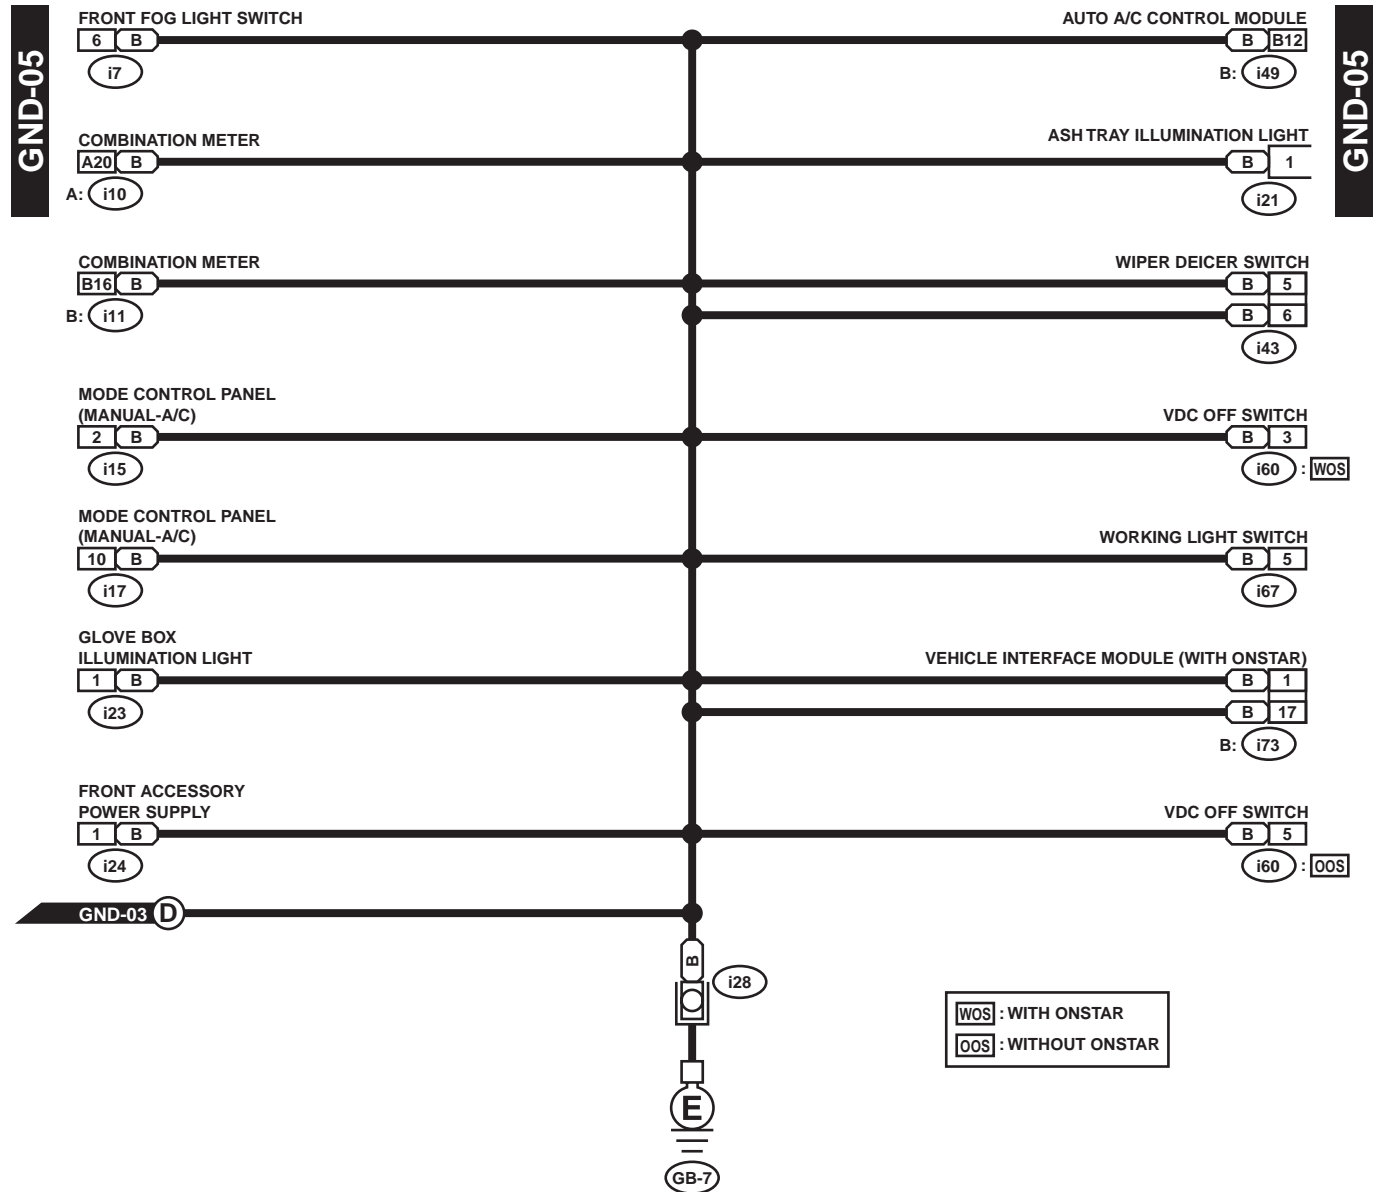 GND-05
FRONT FOG LIGHT SWITCH
6 B
i7
COMBINATION METER
A20 B
A: i10
COMBINATION METER
B16 B
B: i11
MODE CONTROL PANEL
(MANUAL-A/C)
2 B
i15
MODE CONTROL PANEL
(MANUAL-A/C)
10 B
i17
GLOVE BOX
ILLUMINATION LIGHT
1 B
i23
FRONT ACCESSORY
POWER SUPPLY
1 B
i24
GND-03 D
AUTO A/C CONTROL MODULE
B B12
B: i49
ASH TRAY ILLUMINATION LIGHT
B 1
i21
WIPER DEICER SWITCH
B 5
B 6
i43
VDC OFF SWITCH
B 3
i60 : WOS
WORKING LIGHT SWITCH
B 5
i67
VEHICLE INTERFACE MODULE (WITH ONSTAR)
B 1
B 17
B: i73
VDC OFF SWITCH
B 5
i60 : OOS
GND-05
B
i28
E
GB-7
WOS : WITH ONSTAR
OOS : WITHOUT ONSTAR